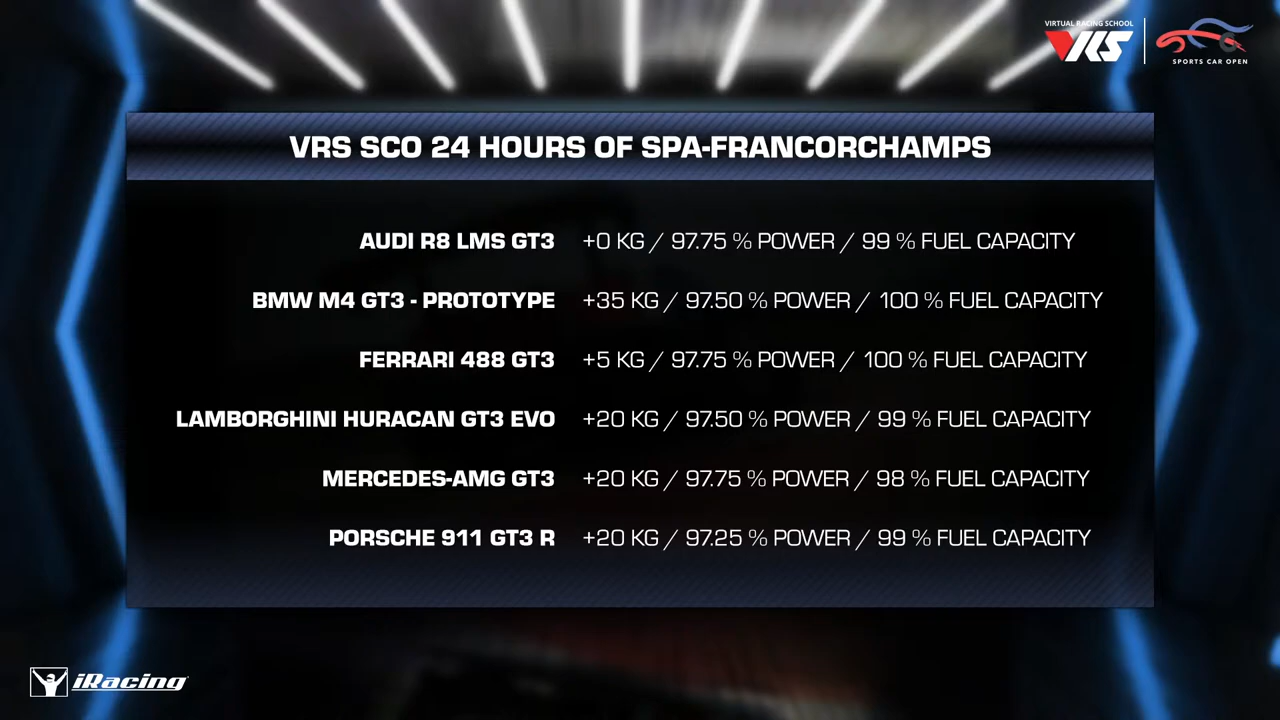 VIRTUAL RACING SCHOOL
VRS
SPORTS CAR OPEN
VRS SCO 24 HOURS OF SPA-FRANCORCHAMPS
AUDI R8 LMS GT3 +0 KG / 97.75 % POWER / 99 % FUEL CAPACITY
BMW M4 GT3 - PROTOTYPE +35 KG / 97.50 % POWER / 100 % FUEL CAPACITY
FERRARI 488 GT3 +5 KG / 97.75 % POWER / 100 % FUEL CAPACITY
LAMBORGHINI HURACAN GT3 EVO +20 KG / 97.50 % POWER / 99 % FUEL CAPACITY
MERCEDES-AMG GT3 +20 KG / 97.75 % POWER / 98 % FUEL CAPACITY
PORSCHE 911 GT3 R +20 KG / 97.25 % POWER / 99 % FUEL CAPACITY
iRacing